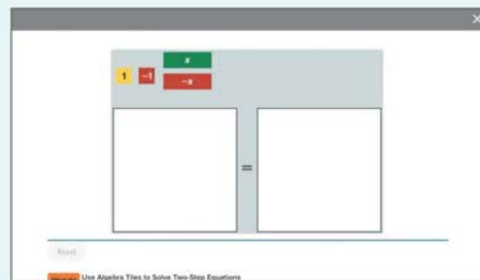 ×
x
1 −1
−x
=
Reset
Use Algebra Tiles to Solve Two-Step Equations